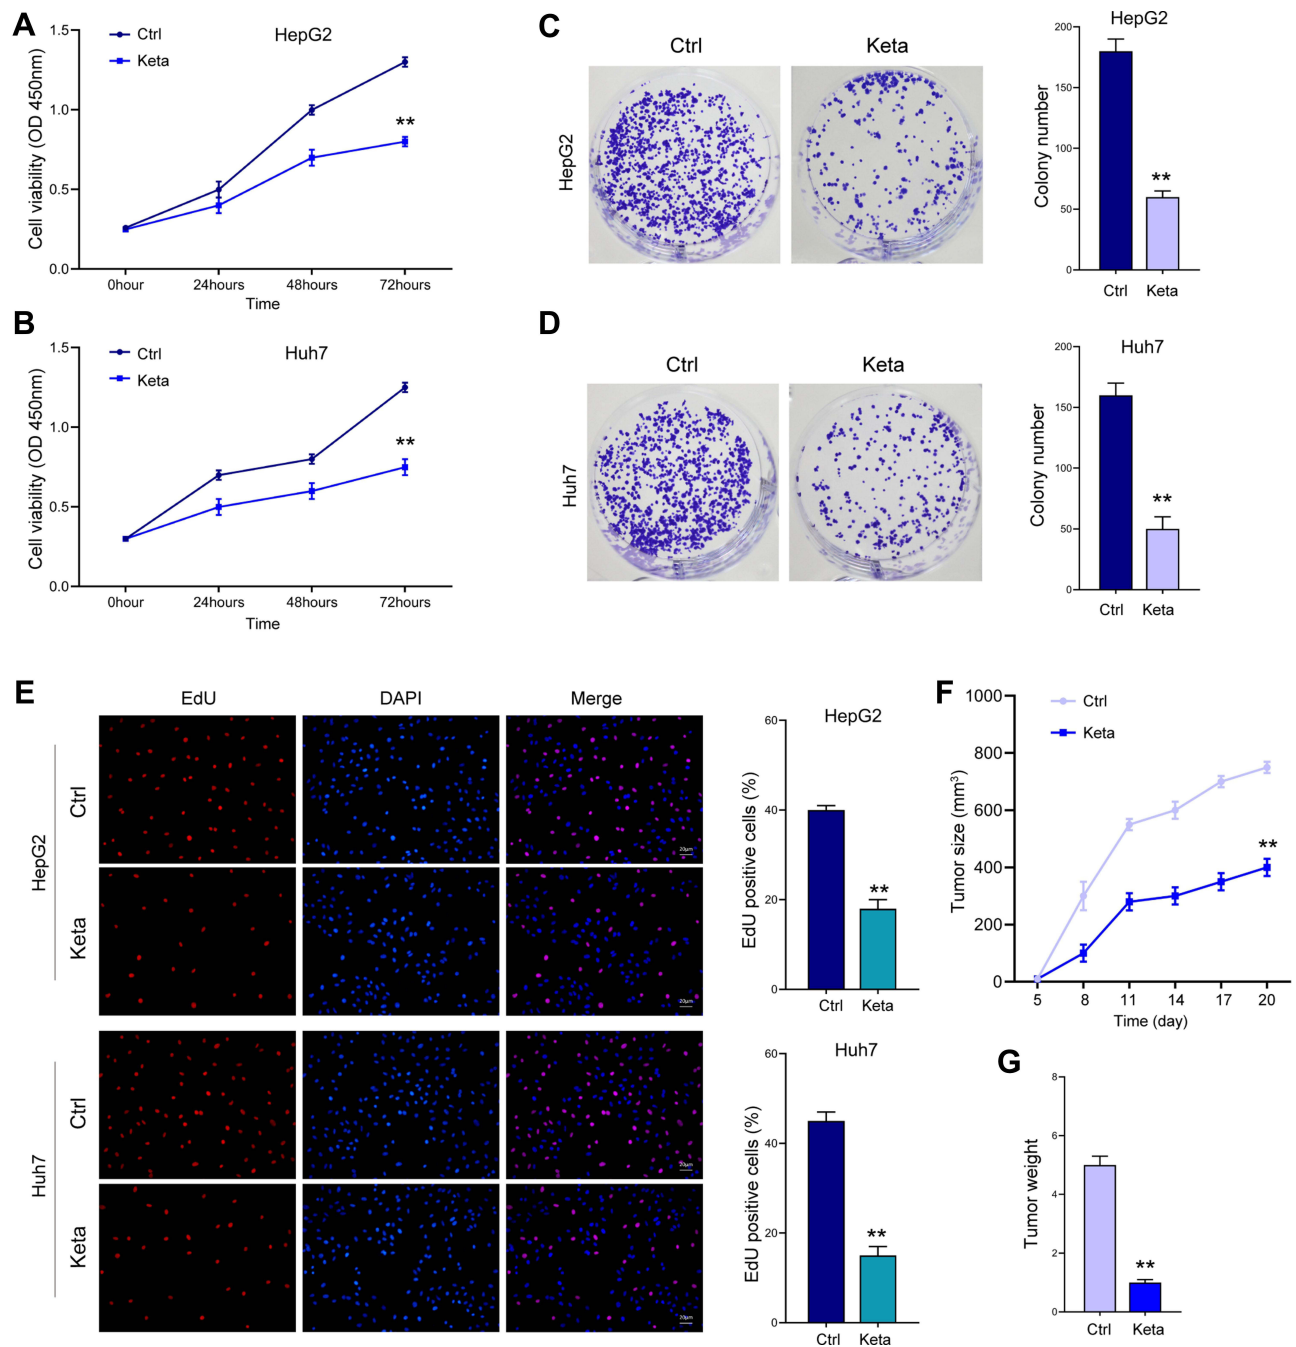 A
HepG2
Ctrl
Keta
Cell viability (OD 450nm)
1.5
1.0
0.5
0.0
0hour 24hours 48hours 72hours
Time
**
B
Huh7
Ctrl
Keta
Cell viability (OD 450nm)
1.5
1.0
0.5
0.0
0hour 24hours 48hours 72hours
Time
**
C
Ctrl Keta
HepG2
HepG2
Colony number
200
150
100
50
0
**
Ctrl Keta
D
Ctrl Keta
Huh7
Huh7
Colony number
200
150
100
50
0
**
Ctrl Keta
E
EdU DAPI Merge
HepG2
Ctrl
20μm
Keta
20μm
Huh7
Ctrl
20μm
Keta
20μm
HepG2
EdU positive cells (%)
60
40
20
0
**
Ctrl Keta
Huh7
EdU positive cells (%)
60
40
20
0
**
Ctrl Keta
F
Ctrl
Keta
Tumor size (mm³)
1000
800
600
400
200
0
**
5 8 11 14 17 20
Time (day)
G
Tumor weight
8
6
4
2
0
**
Ctrl Keta